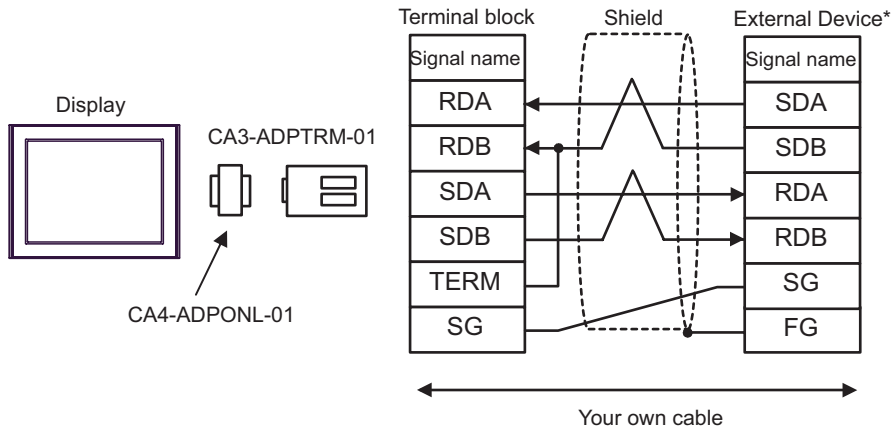 Terminal block
Shield
External Device*
Signal name
Signal name
RDA
SDA
RDB
SDB
SDA
RDA
SDB
RDB
TERM
SG
SG
FG
Display
CA3-ADPTRM-01
CA4-ADPONL-01
Your own cable